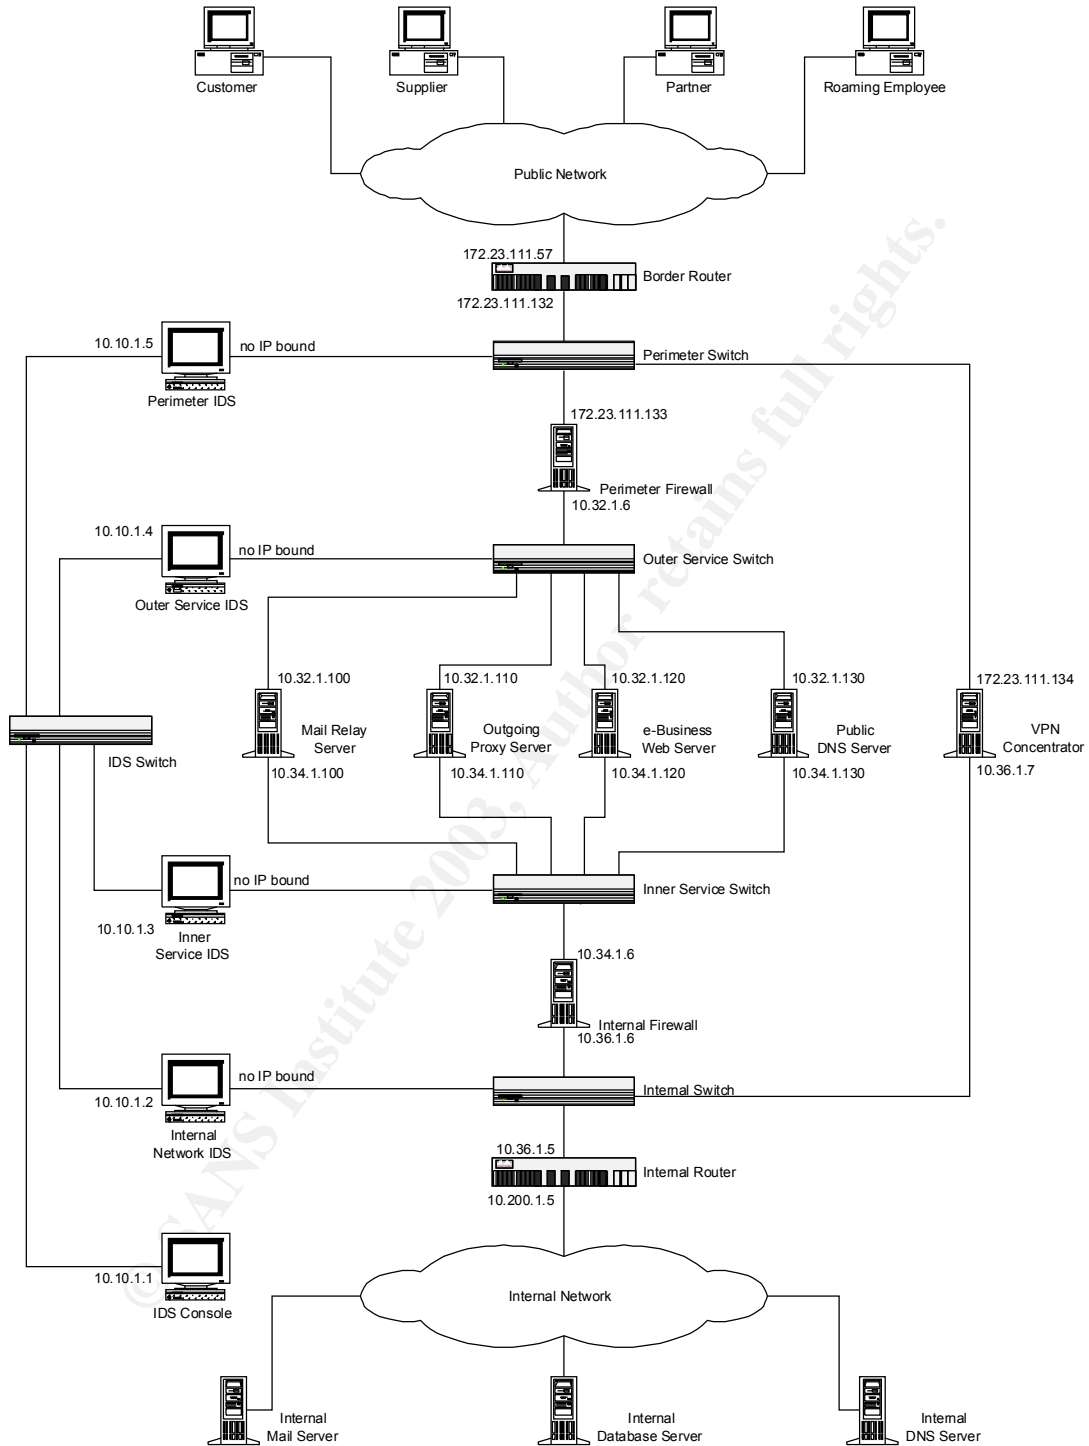 Customer
Supplier
Partner
Roaming Employee
Public Network
172.23.111.57
Border Router
172.23.111.132
10.10.1.5
no IP bound
Perimeter Switch
Perimeter IDS
172.23.111.133
Perimeter Firewall
10.32.1.6
10.10.1.4
no IP bound
Outer Service Switch
Outer Service IDS
10.32.1.100
10.32.1.110
10.32.1.120
10.32.1.130
172.23.111.134
Mail Relay
Server
Outgoing
Proxy Server
e-Business
Web Server
Public
DNS Server
VPN
Concentrator
IDS Switch
10.34.1.100
10.34.1.110
10.34.1.120
10.34.1.130
10.36.1.7
no IP bound
Inner Service Switch
10.10.1.3
Inner
Service IDS
10.34.1.6
Internal Firewall
10.36.1.6
no IP bound
Internal Switch
10.10.1.2
Internal
Network IDS
10.36.1.5
Internal Router
10.200.1.5
10.10.1.1
IDS Console
Internal Network
Internal
Mail Server
Internal
Database Server
Internal
DNS Server
© SANS Institute 2003, Author retains full rights.